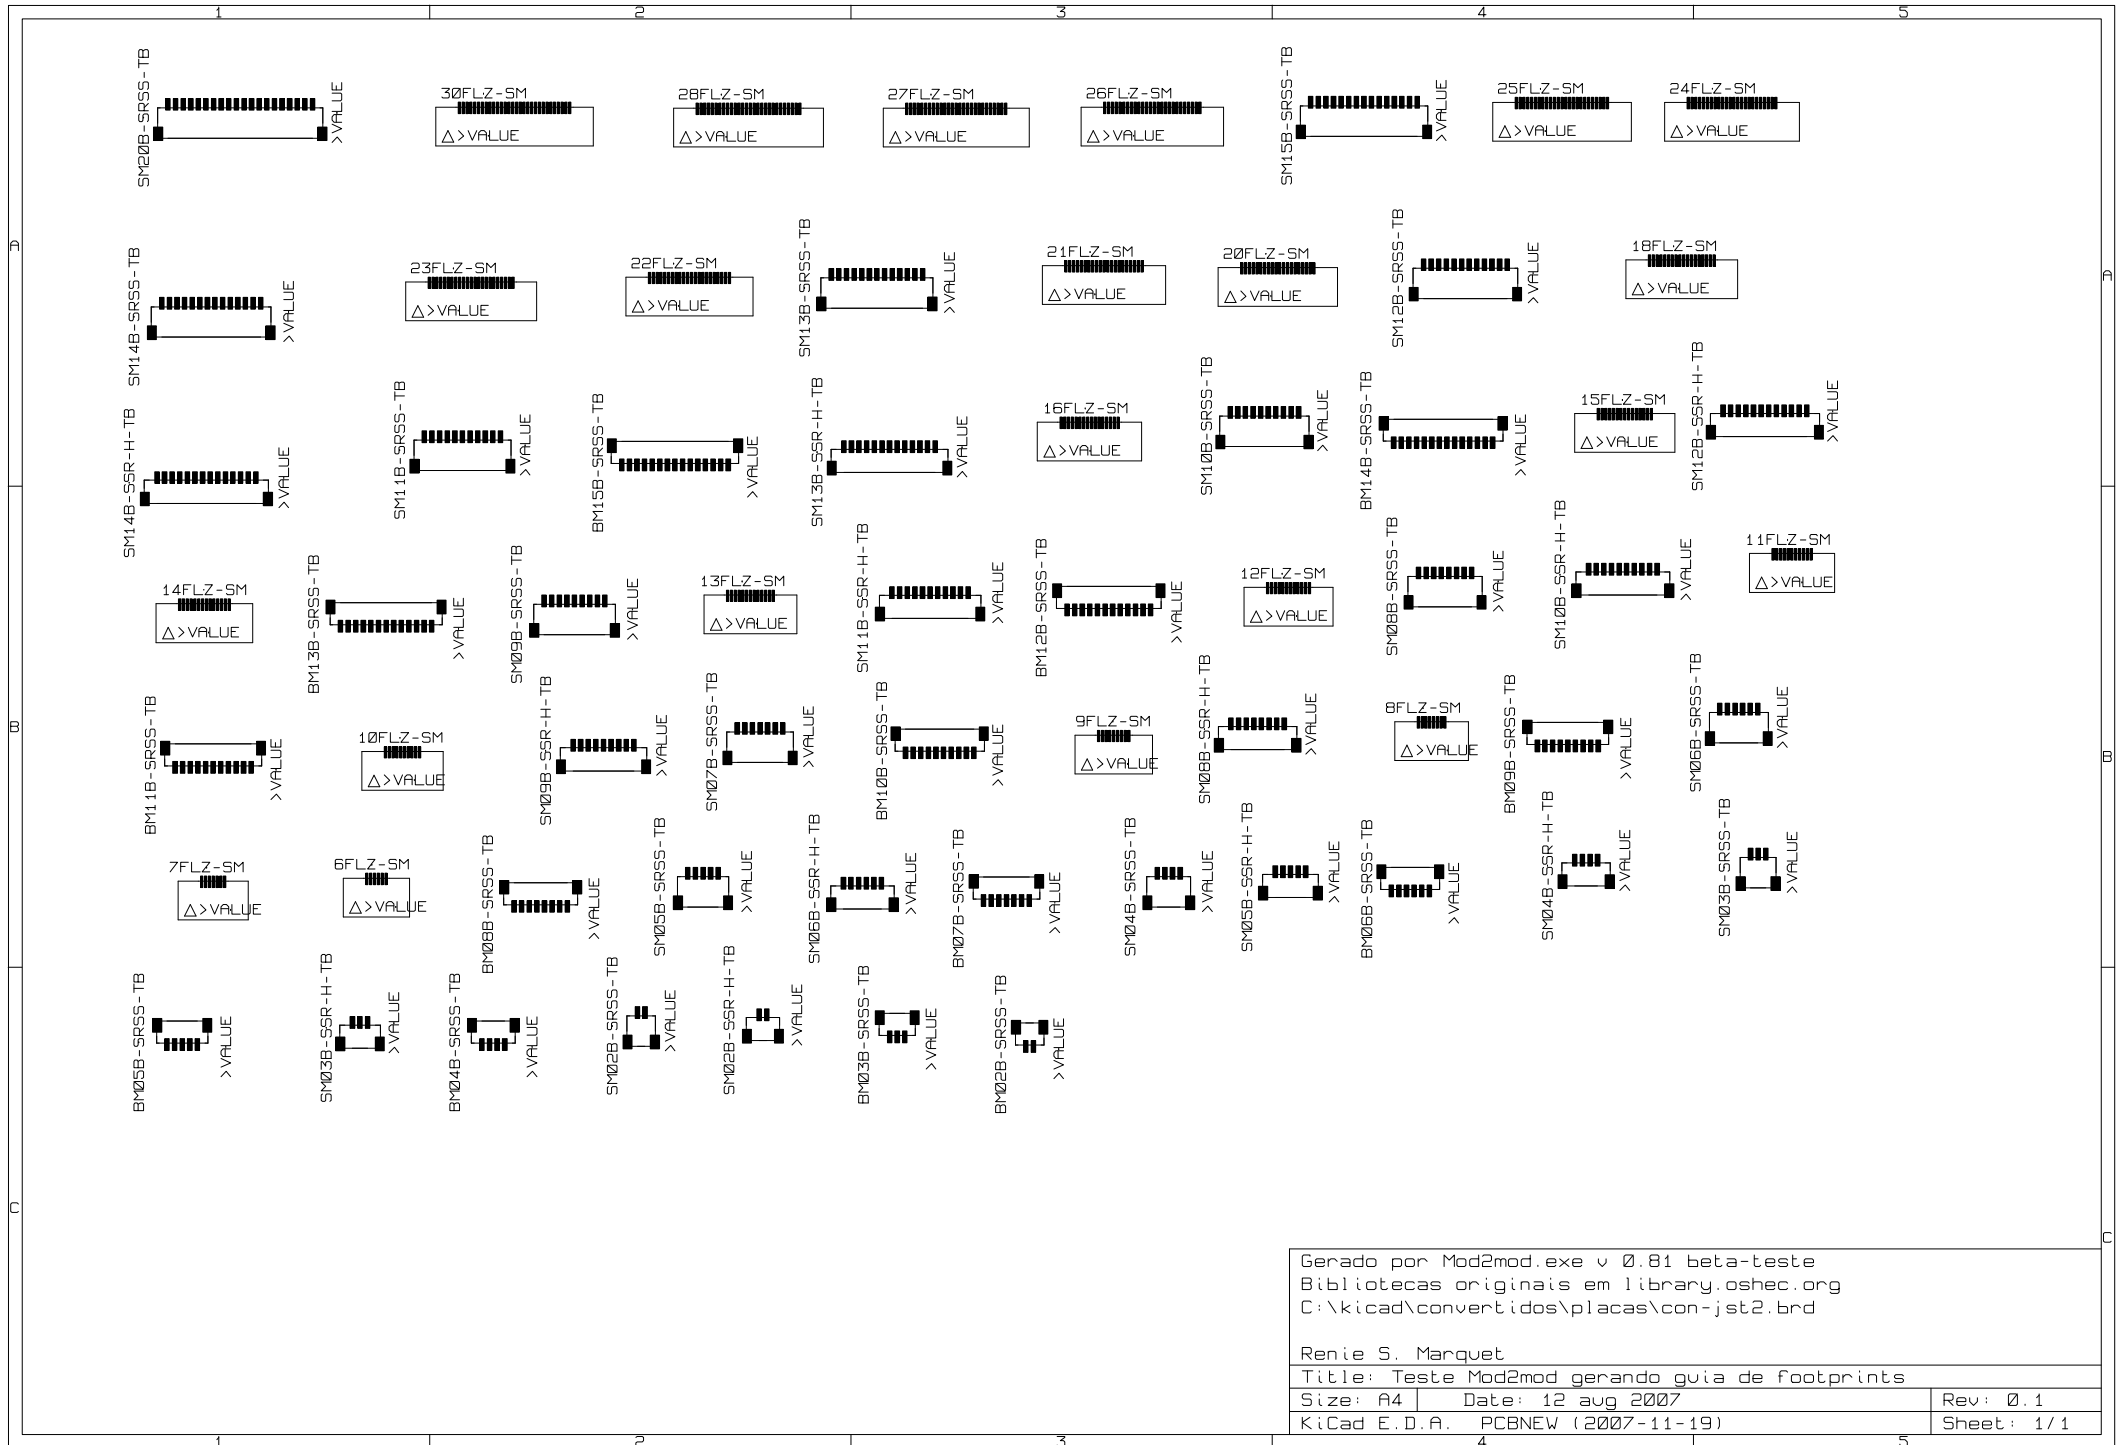 1 2 3 4 5
SM20B-SRSS-TB
>VALUE
30FLZ-SM
>VALUE
28FLZ-SM
>VALUE
27FLZ-SM
>VALUE
26FLZ-SM
>VALUE
SM15B-SRSS-TB
>VALUE
25FLZ-SM
>VALUE
24FLZ-SM
>VALUE
A
A
SM14B-SRSS-TB
>VALUE
23FLZ-SM
>VALUE
22FLZ-SM
>VALUE
SM13B-SRSS-TB
>VALUE
21FLZ-SM
>VALUE
20FLZ-SM
>VALUE
SM12B-SRSS-TB
>VALUE
18FLZ-SM
>VALUE
SM14B-SSR-H-TB
>VALUE
SM11B-SRSS-TB
>VALUE
BM15B-SRSS-TB
>VALUE
SM13B-SSR-H-TB
>VALUE
16FLZ-SM
>VALUE
SM10B-SRSS-TB
>VALUE
BM14B-SRSS-TB
>VALUE
15FLZ-SM
>VALUE
SM12B-SSR-H-TB
>VALUE
14FLZ-SM
>VALUE
BM13B-SRSS-TB
>VALUE
SM09B-SRSS-TB
>VALUE
13FLZ-SM
>VALUE
SM11B-SSR-H-TB
>VALUE
BM12B-SRSS-TB
>VALUE
12FLZ-SM
>VALUE
SM08B-SRSS-TB
>VALUE
SM10B-SSR-H-TB
>VALUE
11FLZ-SM
>VALUE
B
B
BM11B-SRSS-TB
>VALUE
10FLZ-SM
>VALUE
SM09B-SSR-H-TB
>VALUE
SM07B-SRSS-TB
>VALUE
BM10B-SRSS-TB
>VALUE
9FLZ-SM
>VALUE
SM08B-SSR-H-TB
>VALUE
8FLZ-SM
>VALUE
BM09B-SRSS-TB
>VALUE
SM06B-SRSS-TB
>VALUE
7FLZ-SM
>VALUE
6FLZ-SM
>VALUE
BM08B-SRSS-TB
>VALUE
SM05B-SRSS-TB
>VALUE
SM06B-SSR-H-TB
>VALUE
BM07B-SRSS-TB
>VALUE
SM04B-SRSS-TB
>VALUE
SM05B-SSR-H-TB
>VALUE
BM06B-SRSS-TB
>VALUE
SM04B-SSR-H-TB
>VALUE
SM03B-SRSS-TB
>VALUE
BM05B-SRSS-TB
>VALUE
SM03B-SSR-H-TB
>VALUE
BM04B-SRSS-TB
>VALUE
SM02B-SRSS-TB
>VALUE
SM02B-SSR-H-TB
>VALUE
BM03B-SRSS-TB
>VALUE
BM02B-SRSS-TB
>VALUE
C
C
Gerado por Mod2mod.exe v 0.81 beta-teste
Bibliotecas originais em library.oshec.org
C:\kicad\convertidos\placas\con-jst2.brd
Renie S. Marquet
Title: Teste Mod2mod gerando guia de footprints
Size: A4 Date: 12 aug 2007 Rev: 0.1
KiCad E.D.A. PCBNEW (2007-11-19) Sheet: 1/1
1 2 3 4 5